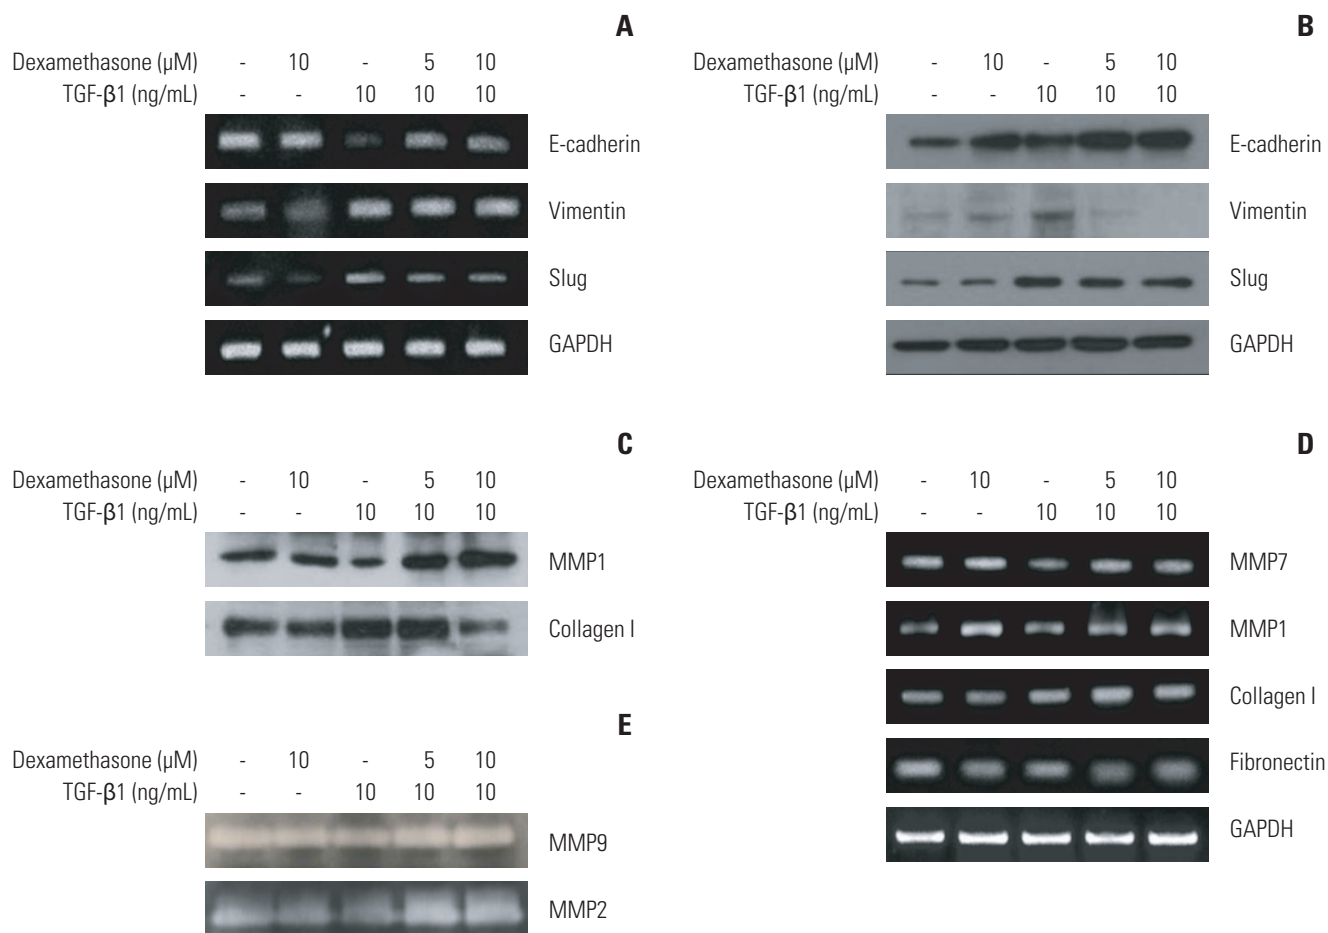 A
Dexamethasone (μM) - 10 - 5 10
TGF-β1 (ng/mL) - - 10 10 10
E-cadherin
Vimentin
Slug
GAPDH
B
Dexamethasone (μM) - 10 - 5 10
TGF-β1 (ng/mL) - - 10 10 10
E-cadherin
Vimentin
Slug
GAPDH
C
Dexamethasone (μM) - 10 - 5 10
TGF-β1 (ng/mL) - - 10 10 10
MMP1
Collagen I
D
Dexamethasone (μM) - 10 - 5 10
TGF-β1 (ng/mL) - - 10 10 10
MMP7
MMP1
Collagen I
Fibronectin
GAPDH
E
Dexamethasone (μM) - 10 - 5 10
TGF-β1 (ng/mL) - - 10 10 10
MMP9
MMP2